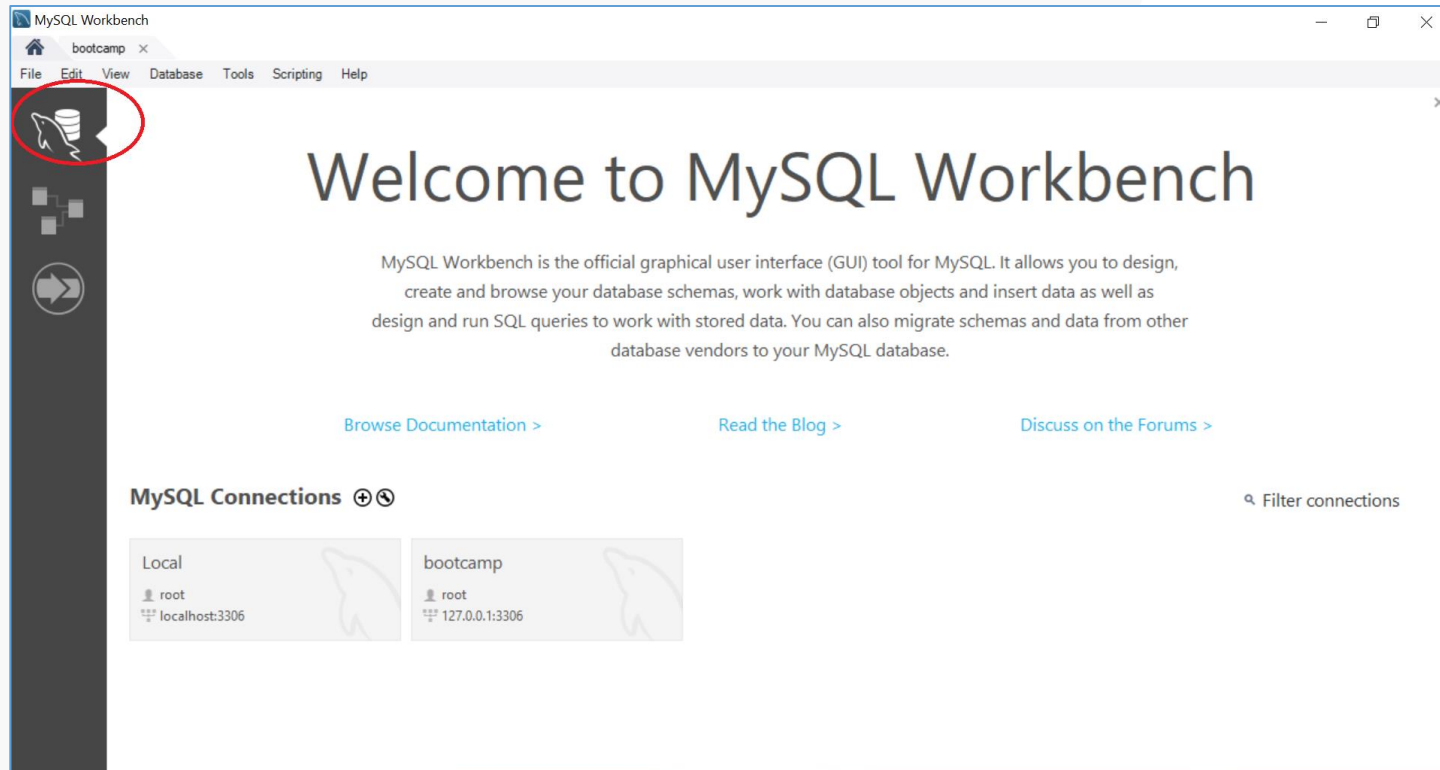 MySQL Workbench
bootcamp
File Edit View Database Tools Scripting Help
Welcome to MySQL Workbench
MySQL Workbench is the official graphical user interface (GUI) tool for MySQL. It allows you to design,
create and browse your database schemas, work with database objects and insert data as well as
design and run SQL queries to work with stored data. You can also migrate schemas and data from other
database vendors to your MySQL database.
Browse Documentation > Read the Blog > Discuss on the Forums >
MySQL Connections Filter connections
Local
root
localhost:3306
bootcamp
root
127.0.0.1:3306